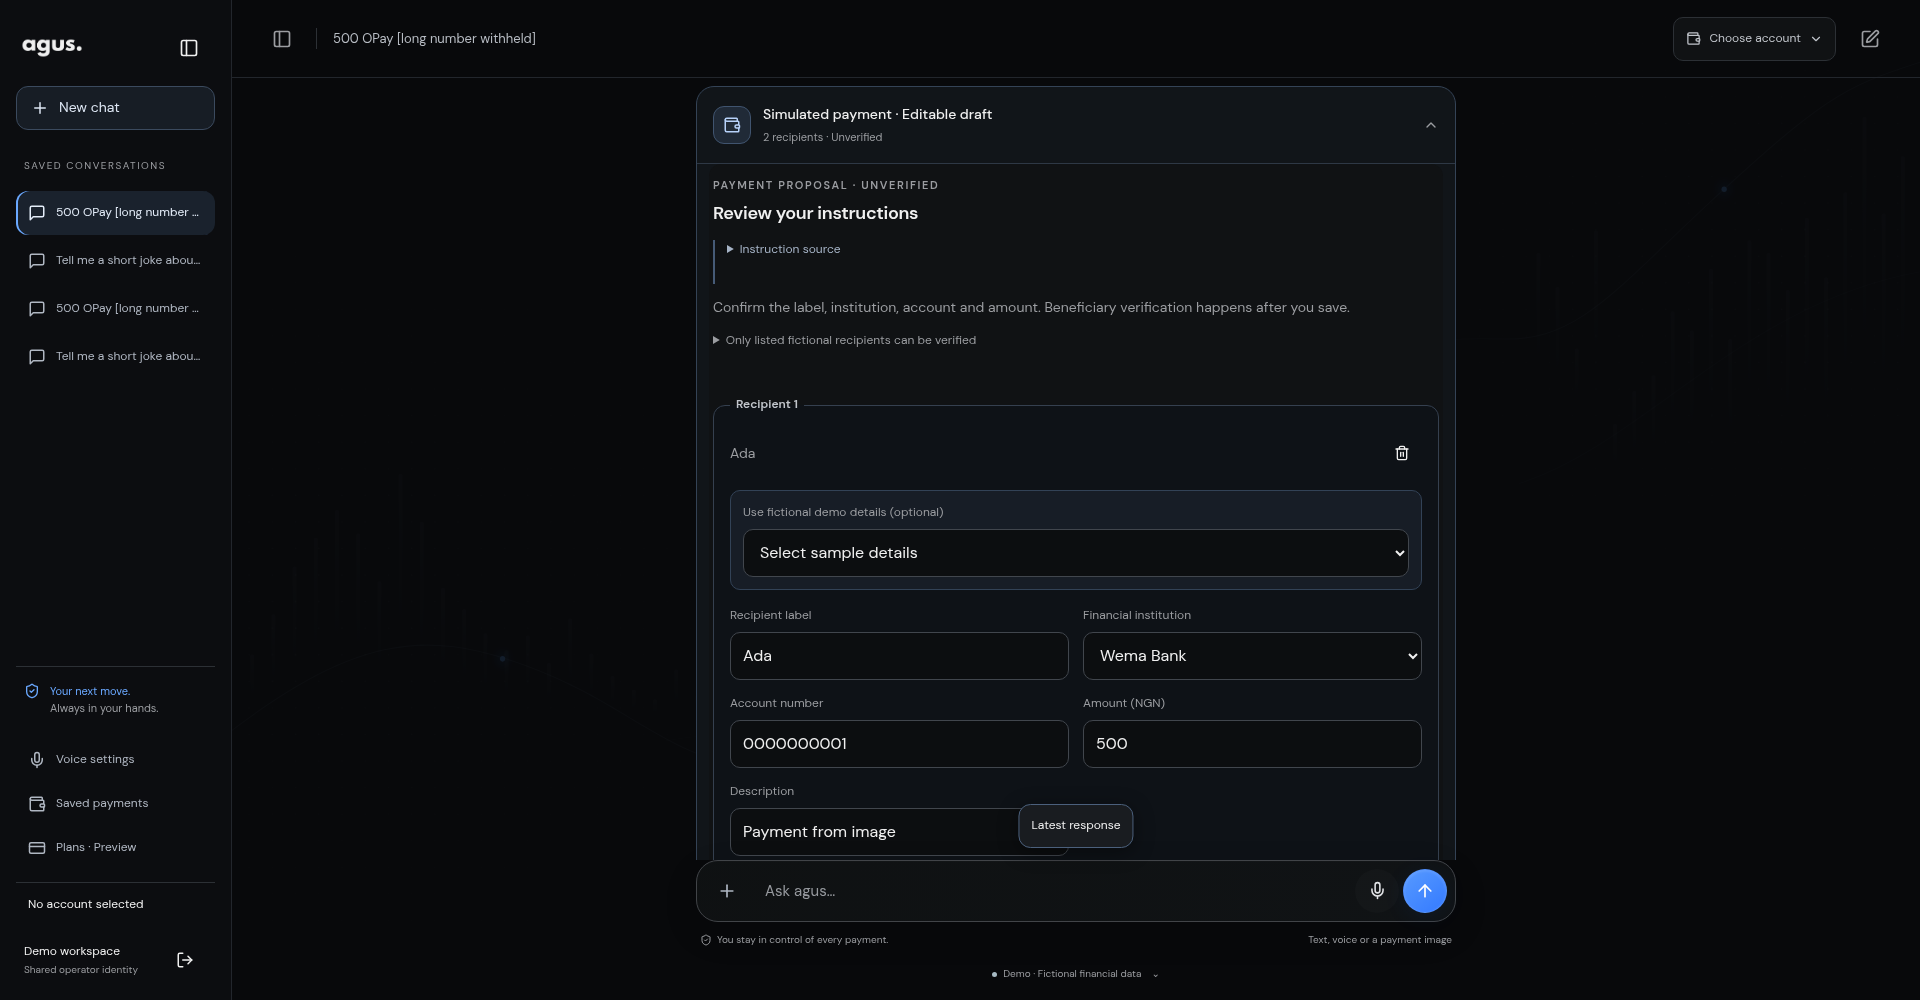 agus.
New chat
SAVED CONVERSATIONS
500 OPay [long number ...
Tell me a short joke abou...
500 OPay [long number ...
Tell me a short joke abou...
Your next move.
Always in your hands.
Voice settings
Saved payments
Plans · Preview
No account selected
Demo workspace
Shared operator identity
500 OPay [long number withheld]
Choose account
Simulated payment · Editable draft
2 recipients · Unverified
PAYMENT PROPOSAL · UNVERIFIED
Review your instructions
Instruction source
Confirm the label, institution, account and amount. Beneficiary verification happens after you save.
Only listed fictional recipients can be verified
Recipient 1
Ada
Use fictional demo details (optional)
Select sample details
Recipient label
Financial institution
Ada
Wema Bank
Account number
Amount (NGN)
0000000001
500
Description
Payment from image
Latest response
Ask agus...
You stay in control of every payment.
Text, voice or a payment image
Demo · Fictional financial data